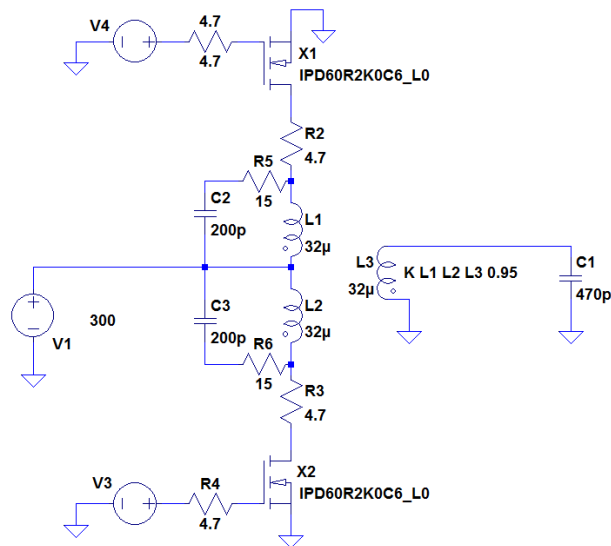 V4
4.7
4.7
X1
IPD60R2K0C6_L0
R2
4.7
R5
15
C2
200p
L1
32µ
L3
32µ
K L1 L2 L3 0.95
C1
470p
V1
300
C3
200p
L2
32µ
R6
15
R3
4.7
V3
R4
4.7
X2
IPD60R2K0C6_L0